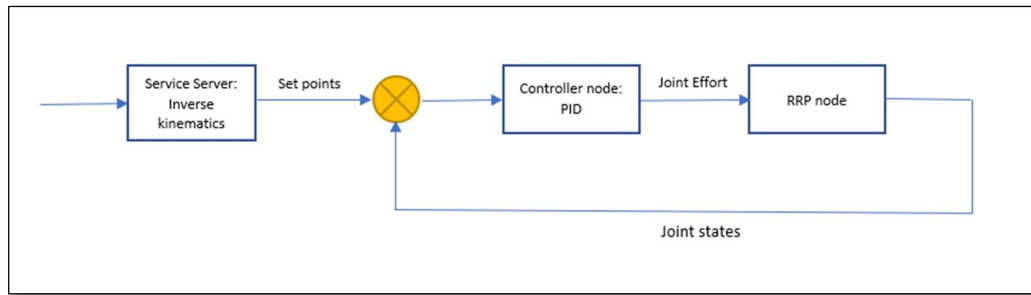 Service Server:
Inverse
kinematics
Set points
Controller node:
PID
Joint Effort
RRP node
Joint states